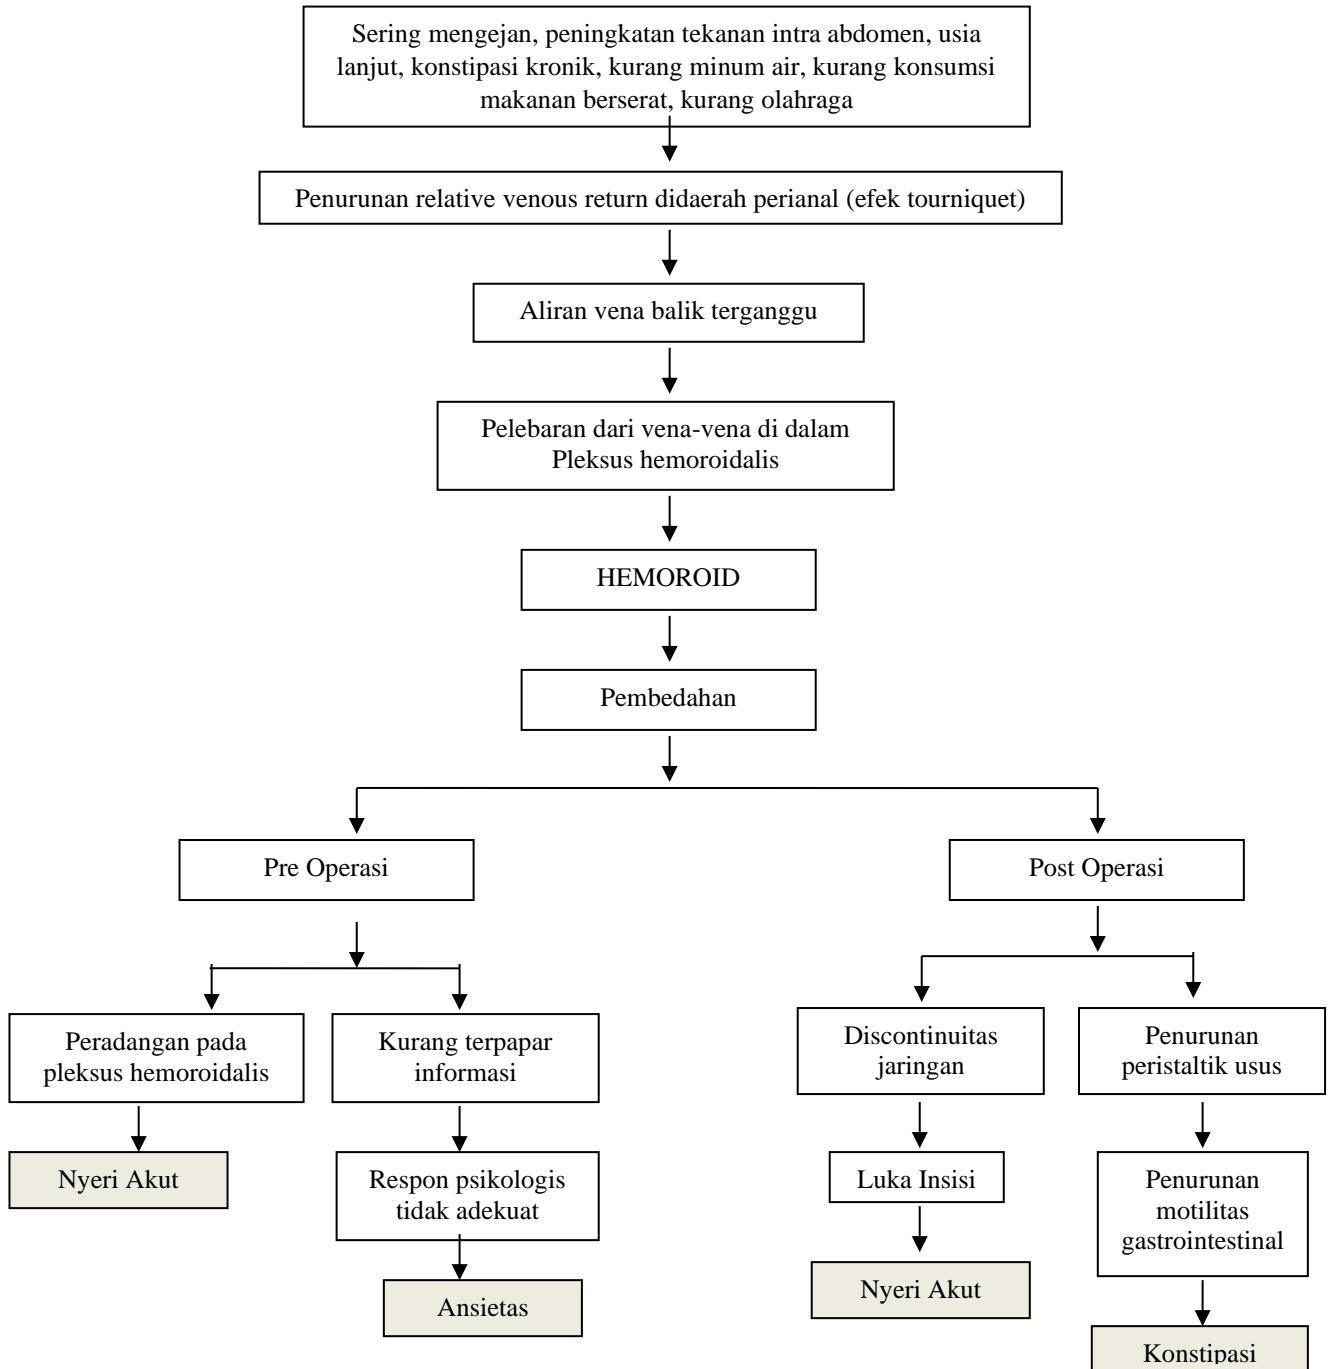 Sering mengejan, peningkatan tekanan intra abdomen, usia
lanjut, konstipasi kronik, kurang minum air, kurang konsumsi
makanan berserat, kurang olahraga
Penurunan relative venous return didaerah perianal (efek tourniquet)
Aliran vena balik terganggu
Pelebaran dari vena-vena di dalam
Pleksus hemoroidalis
HEMOROID
Pembedahan
Pre Operasi
Post Operasi
Peradangan pada
pleksus hemoroidalis
Kurang terpapar
informasi
Discontinuitas
jaringan
Penurunan
peristaltik usus
Nyeri Akut
Respon psikologis
tidak adekuat
Luka Insisi
Penurunan
motilitas
gastrointestinal
Ansietas
Nyeri Akut
Konstipasi